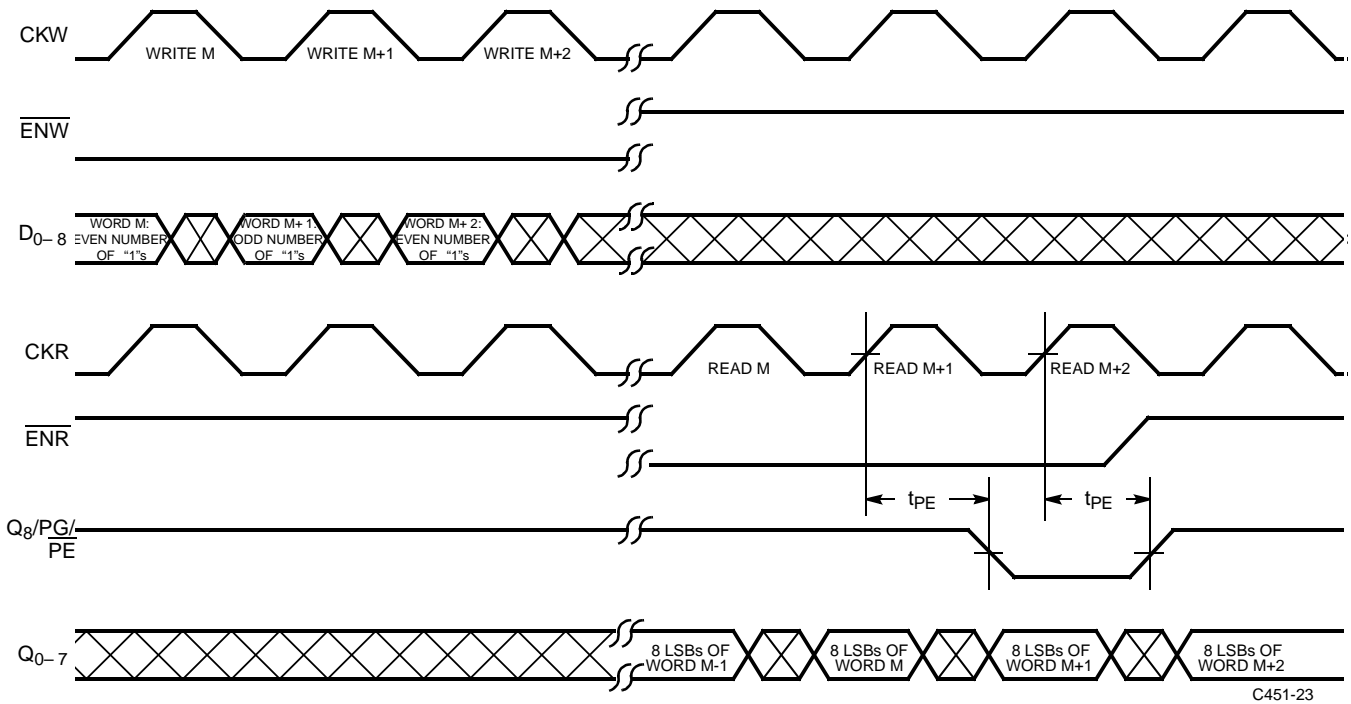 CKW
WRITE M WRITE M+1 WRITE M+2
ENW
D0–8
WORD M:
EVEN NUMBER
OF "1"s
WORD M+ 1:
ODD NUMBER
OF "1"s
WORD M+ 2:
EVEN NUMBER
OF "1"s
CKR
READ M READ M+1 READ M+2
ENR
tPE tPE
Q8/PG/
PE
Q0–7
8 LSBs OF
WORD M-1
8 LSBs OF
WORD M
8 LSBs OF
WORD M+1
8 LSBs OF
WORD M+2
C451-23